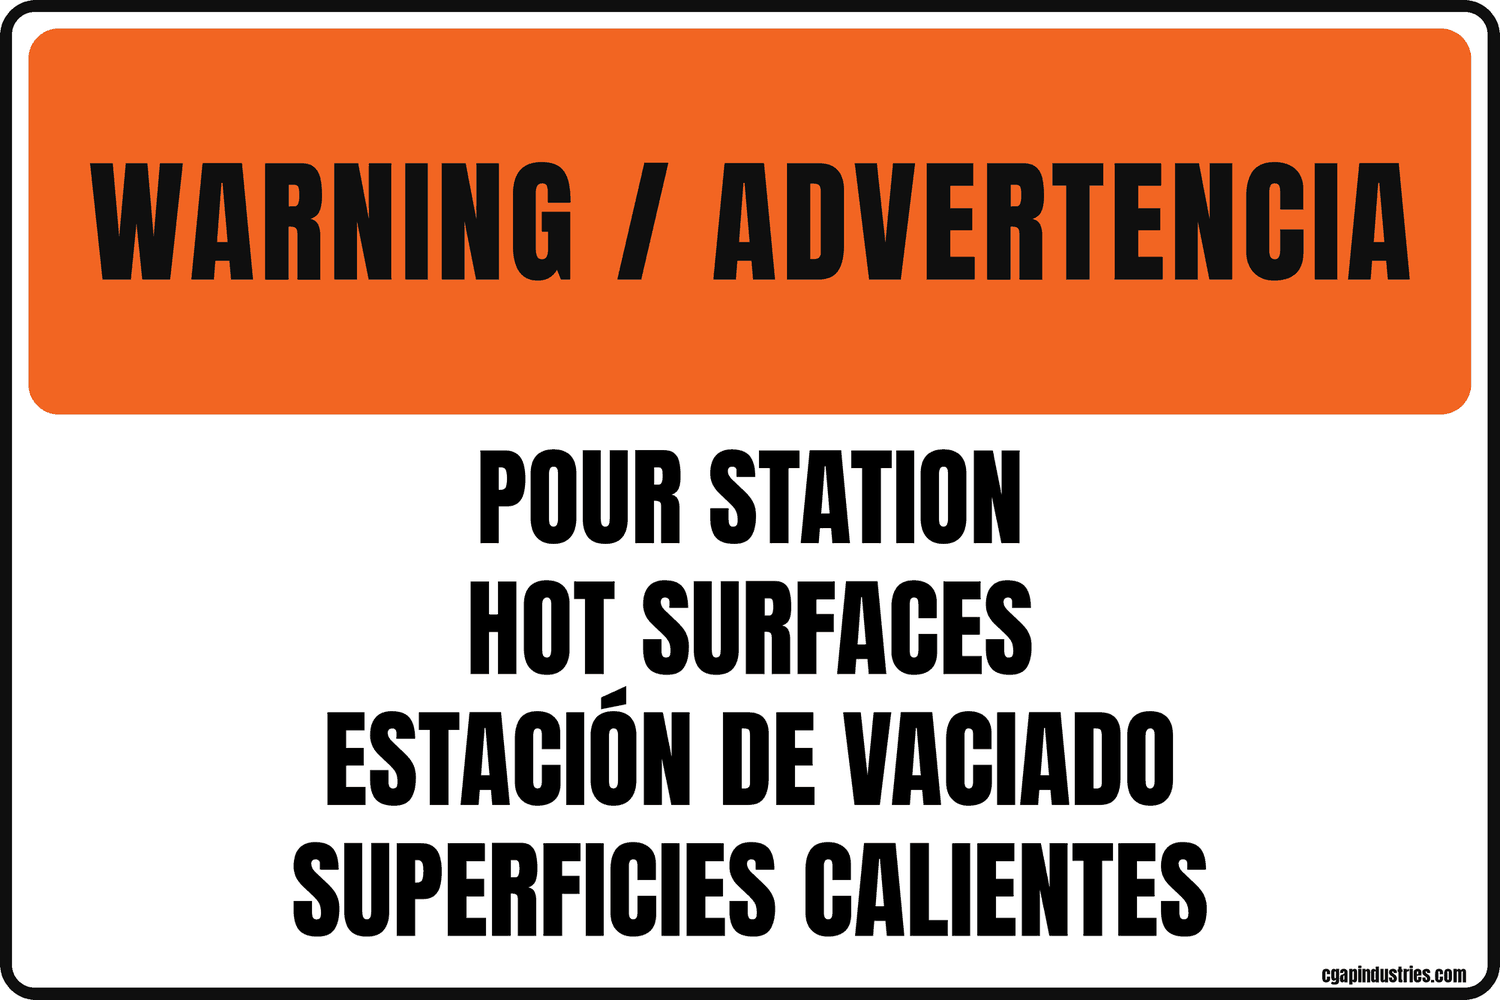 WARNING / ADVERTENCIA
POUR STATION
HOT SURFACES
ESTACIÓN DE VACIADO
SUPERFICIES CALIENTES
cgapindustries.com